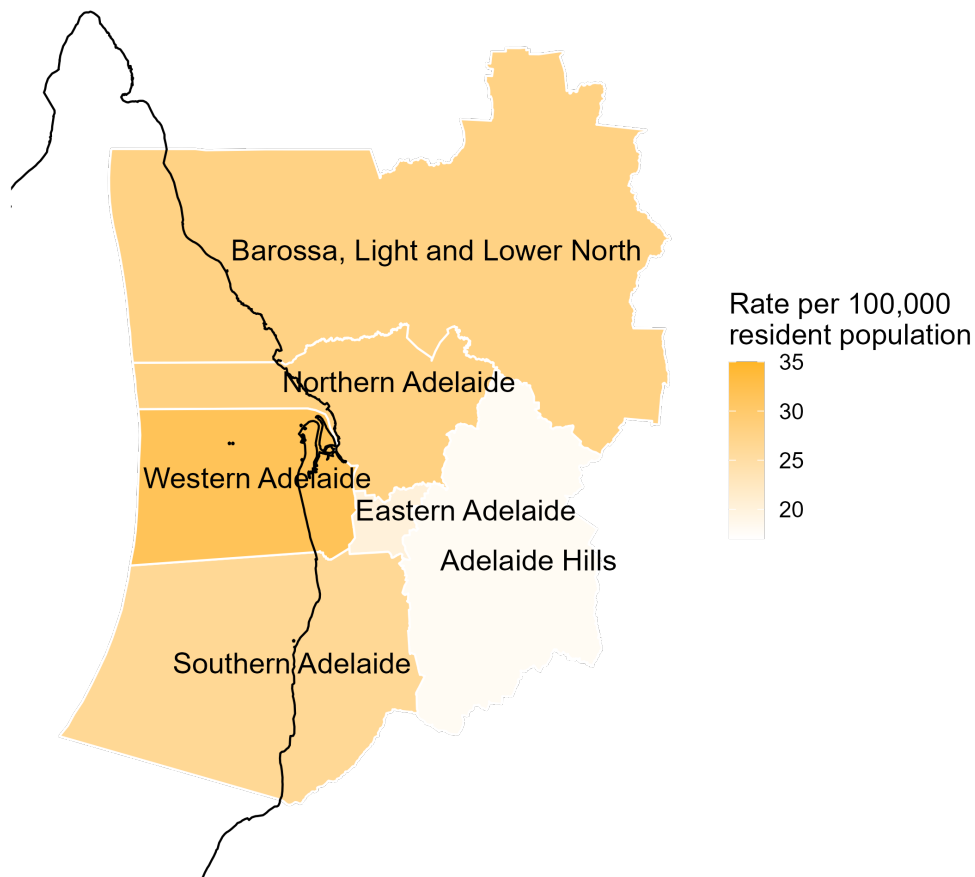 Barossa, Light and Lower North
Northern Adelaide
Western Adelaide
Eastern Adelaide
Adelaide Hills
Southern Adelaide
Rate per 100,000
resident population
35
30
25
20